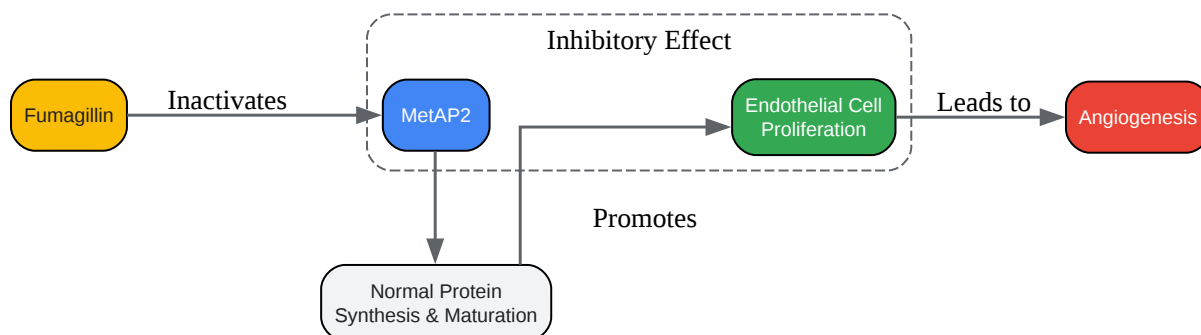 Inhibitory Effect
Fumagillin
Inactivates
MetAP2
Endothelial Cell
Proliferation
Leads to
Angiogenesis
Promotes
Normal Protein
Synthesis & Maturation